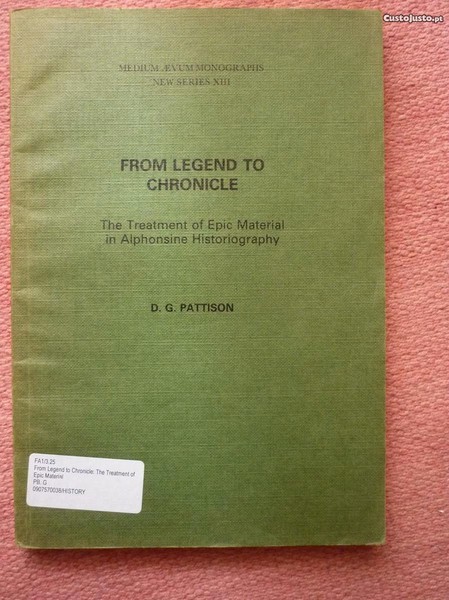 CustoJusto.pt
MEDIUM ÆVUM MONOGRAPHS
NEW SERIES XIII
FROM LEGEND TO
CHRONICLE
The Treatment of Epic Material
in Alphonsine Historiography
D. G. PATTISON
FA1/3.25
From Legend to Chronicle: The Treatment of
Epic Material
PB. G
0907570038/HISTORY